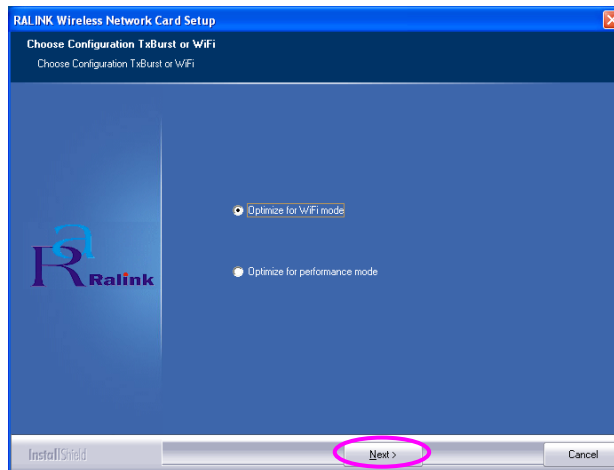 RALINK Wireless Network Card Setup
Choose Configuration TxBurst or WiFi
Choose Configuration TxBurst or WiFi
Optimize for WiFi mode
Ralink
Optimize for performance mode
InstallShield
Next >
Cancel